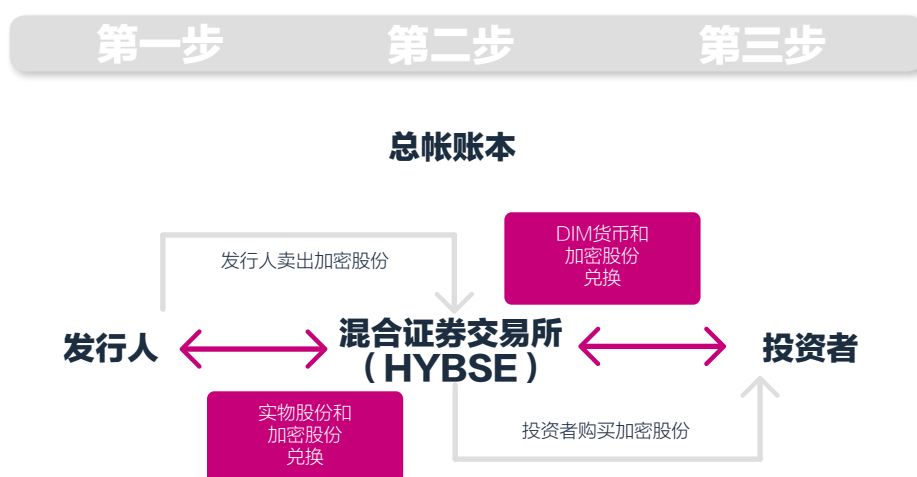 第一步 第二步 第三步
总帐账本
DIM货币和
加密股份
兑换
发行人卖出加密股份
发行人
混合证券交易所
（HYBSE）
投资者
实物股份和
加密股份
兑换
投资者购买加密股份